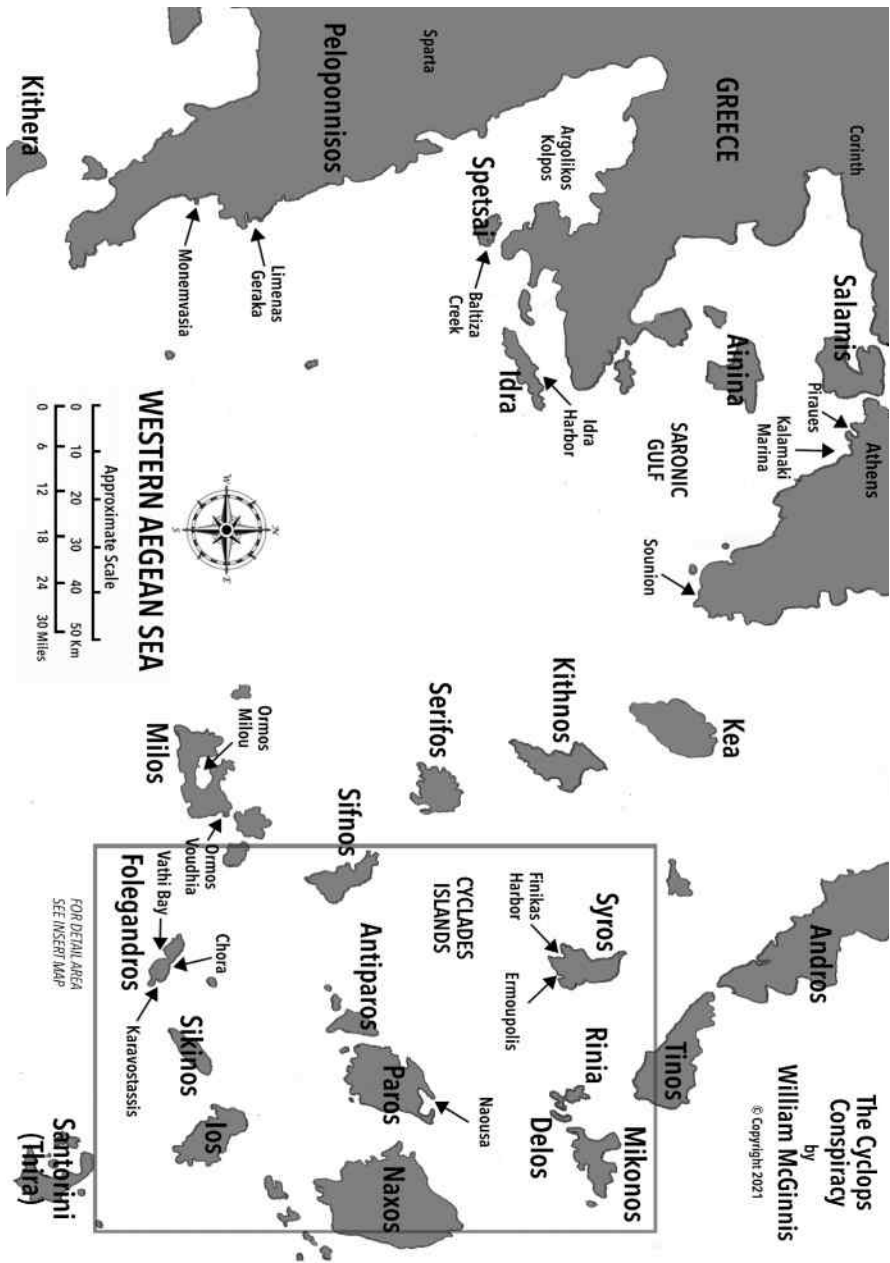 The Cyclops
Conspiracy
by
William McGinnis
© Copyright 2021
Corinth
GREECE
Salamis
Athens
Piraues
Kalamaki
Marina
Ainina
SARONIC
GULF
Sounion
Argolikos
Kolpos
Sparta
Peloponnisos
Spetsai
Baltiza
Creek
Idra
Idra
Harbor
Limenas
Geraka
Monemvasia
Kithera
Kea
Kithnos
Serifos
Andros
Tinos
Syros
Finikas
Harbor
Ermoupolis
Rinia
Delos
Mikonos
CYCLADES
ISLANDS
Sifnos
Antiparos
Paros
Naousa
Naxos
Ormos
Milou
Milos
Ormos
Voudhia
Folegandros
Vathi Bay
Chora
Karavostassis
Sikinos
Ios
Santorini
(Thira)
FOR DETAIL AREA
SEE INSERT MAP
N
W
E
S
WESTERN AEGEAN SEA
Approximate Scale
0 10 20 30 40 50 Km
0 6 12 18 24 30 Miles